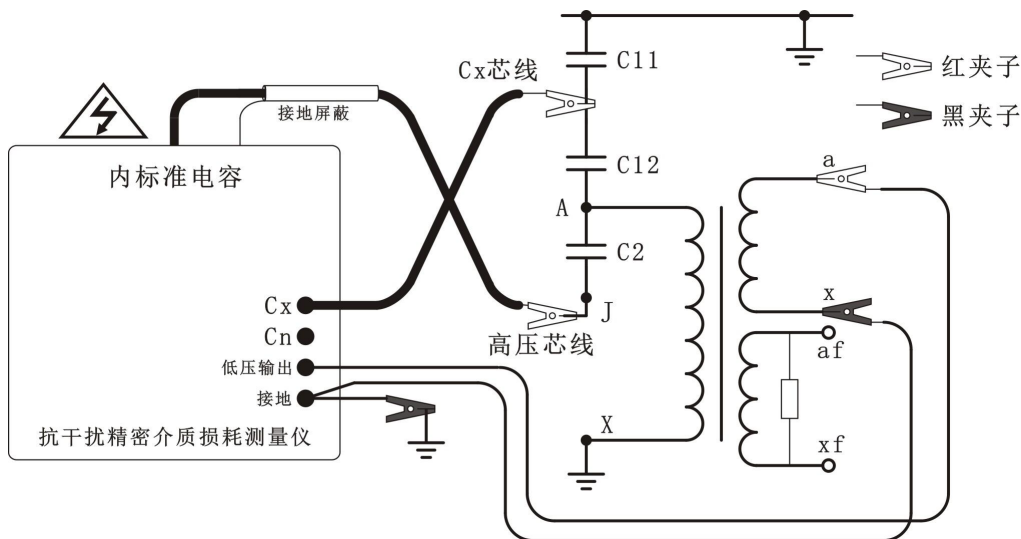 C11
Cx芯线
红夹子
接地屏蔽
黑夹子
内标准电容
C12
a
A
C2
x
Cx
J
Cn
高压芯线
af
低压输出
接地
X
xf
抗干扰精密介质损耗测量仪